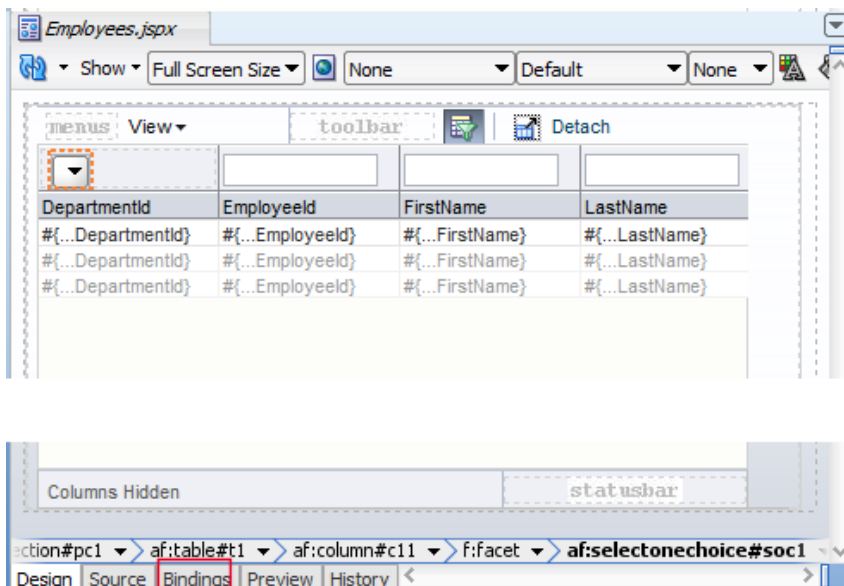 Employees.jspx
Show Full Screen Size None Default None
menus View toolbar Detach
DepartmentId EmployeeId FirstName LastName
#{...DepartmentId} #{...EmployeeId} #{...FirstName} #{...LastName}
#{...DepartmentId} #{...EmployeeId} #{...FirstName} #{...LastName}
#{...DepartmentId} #{...EmployeeId} #{...FirstName} #{...LastName}
Columns Hidden statusbar
ection#pc1 af:table#t1 af:column#c11 f:facet af:selectonechoice#soc1
Design Source Bindings Preview History